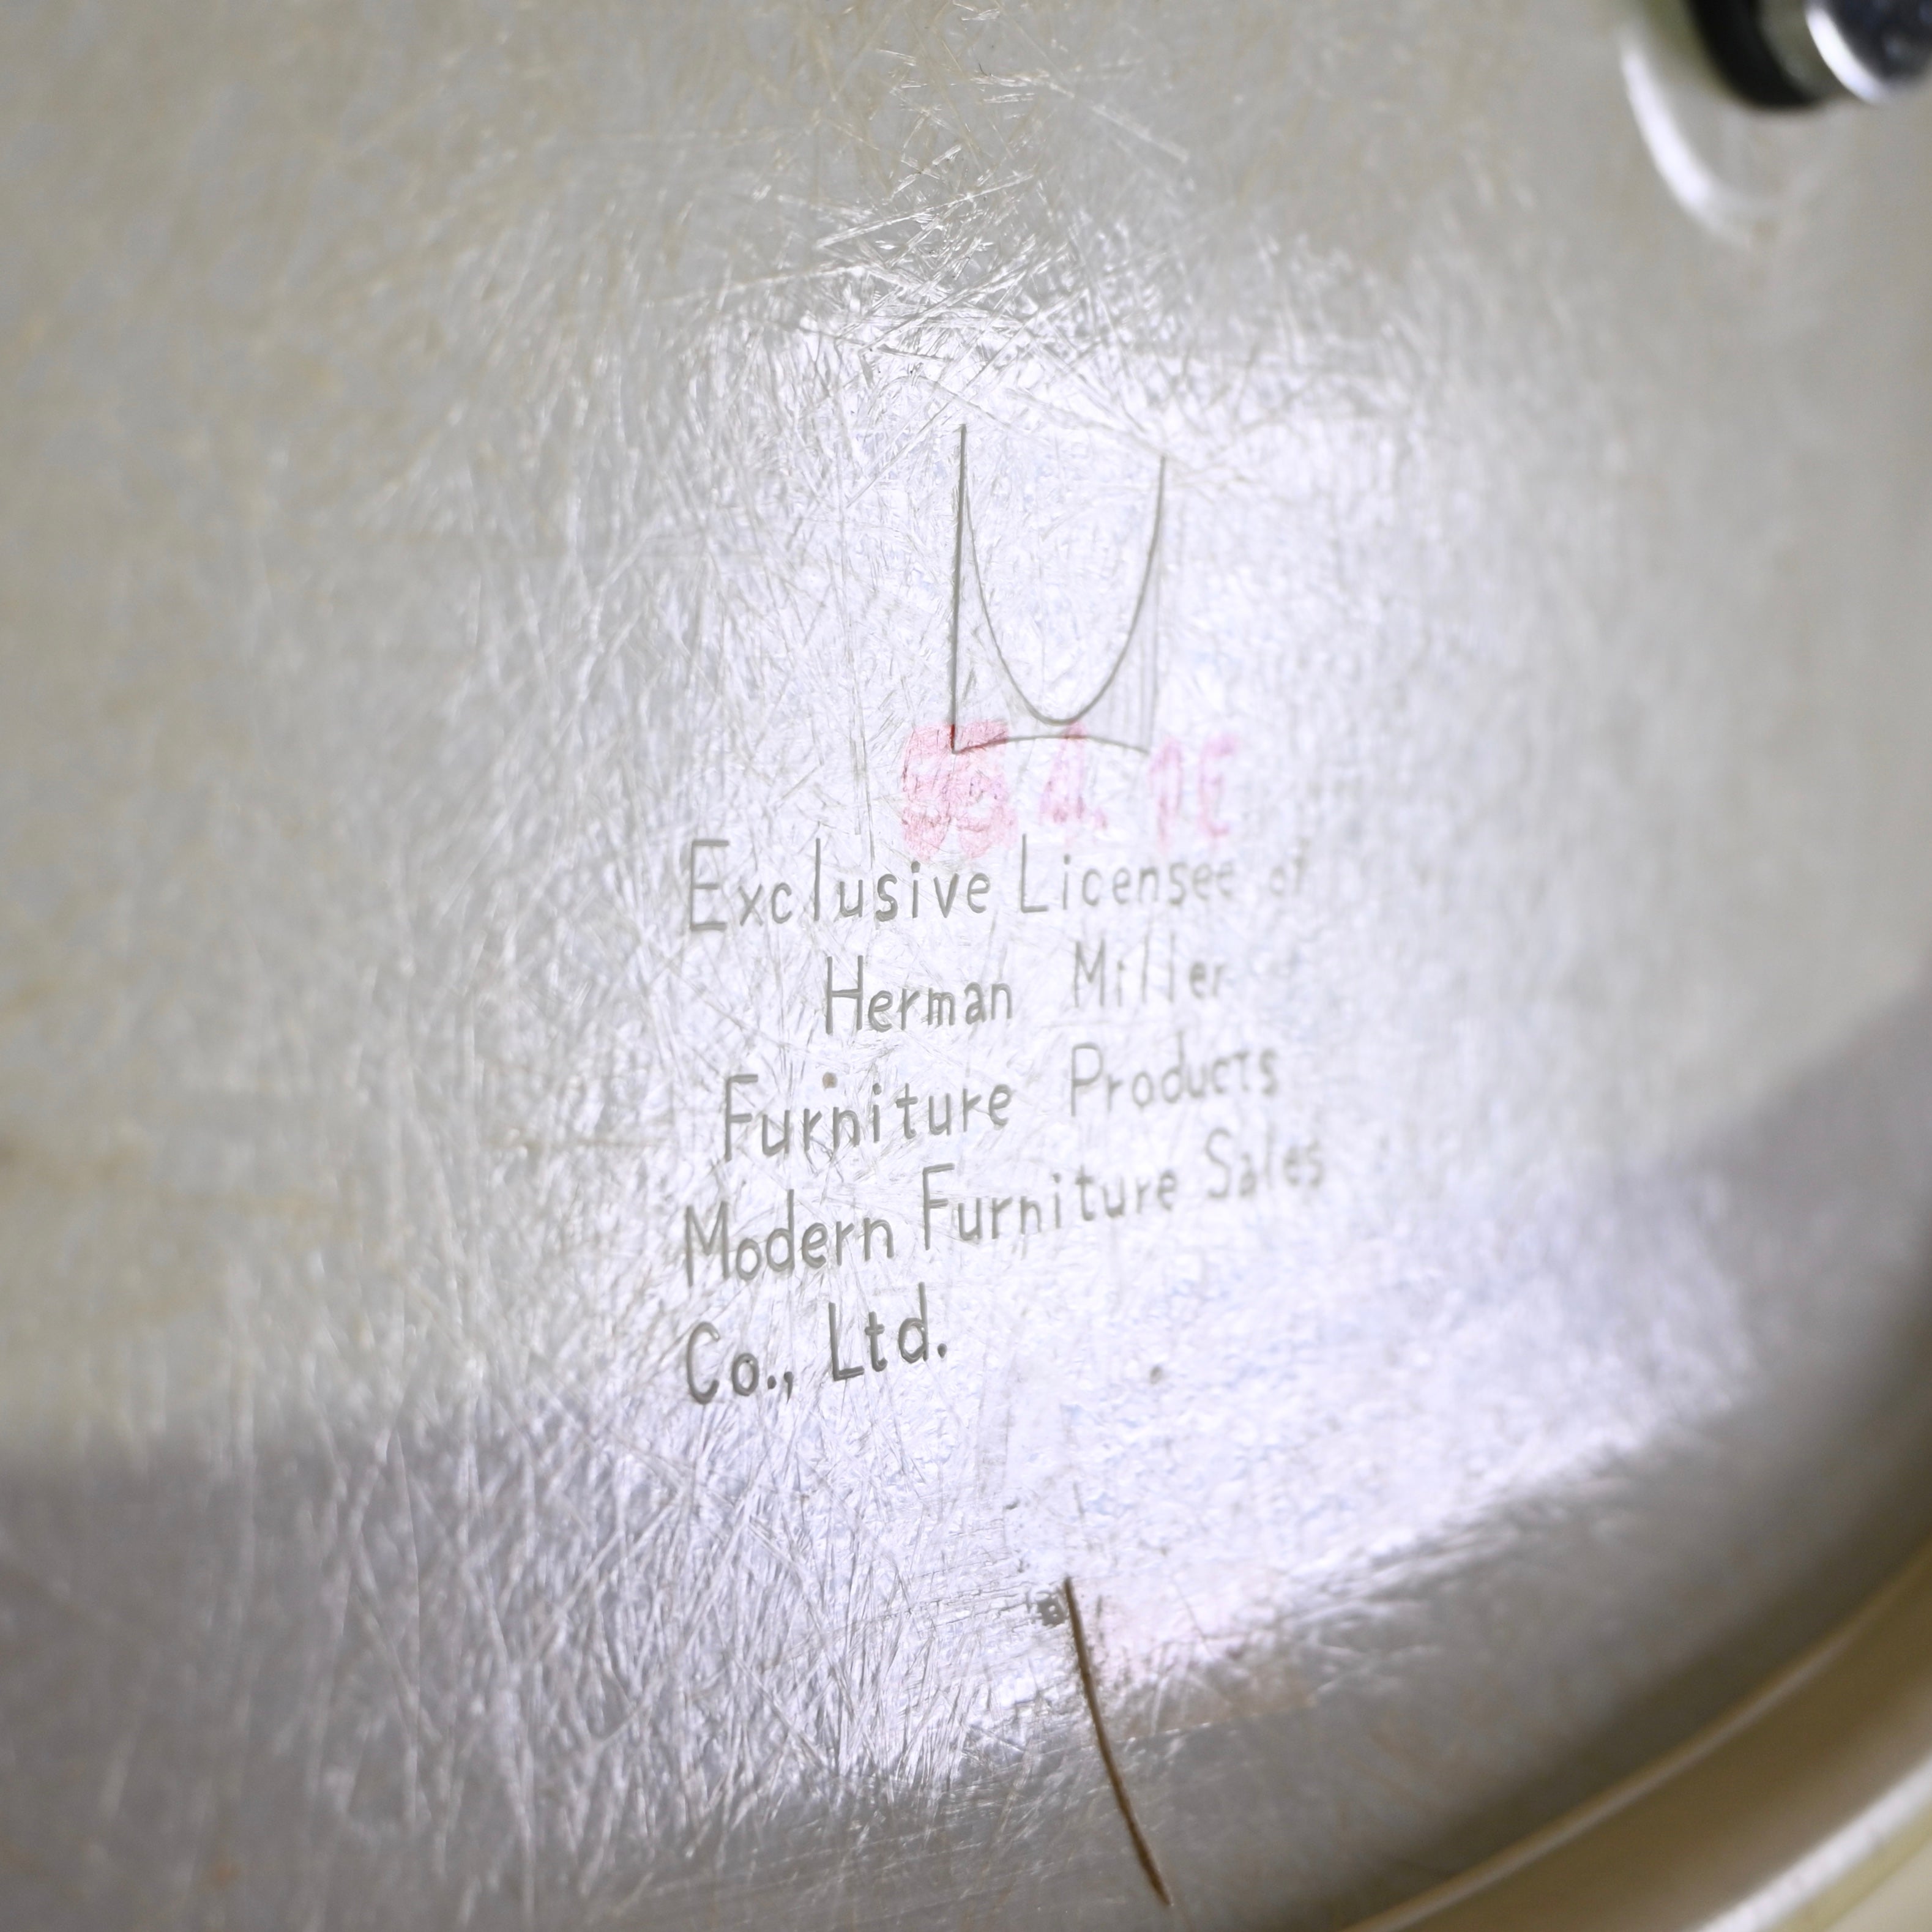 Exclusive Licensee of
Herman Miller
Furniture Products
Modern Furniture Sales
Co., Ltd.